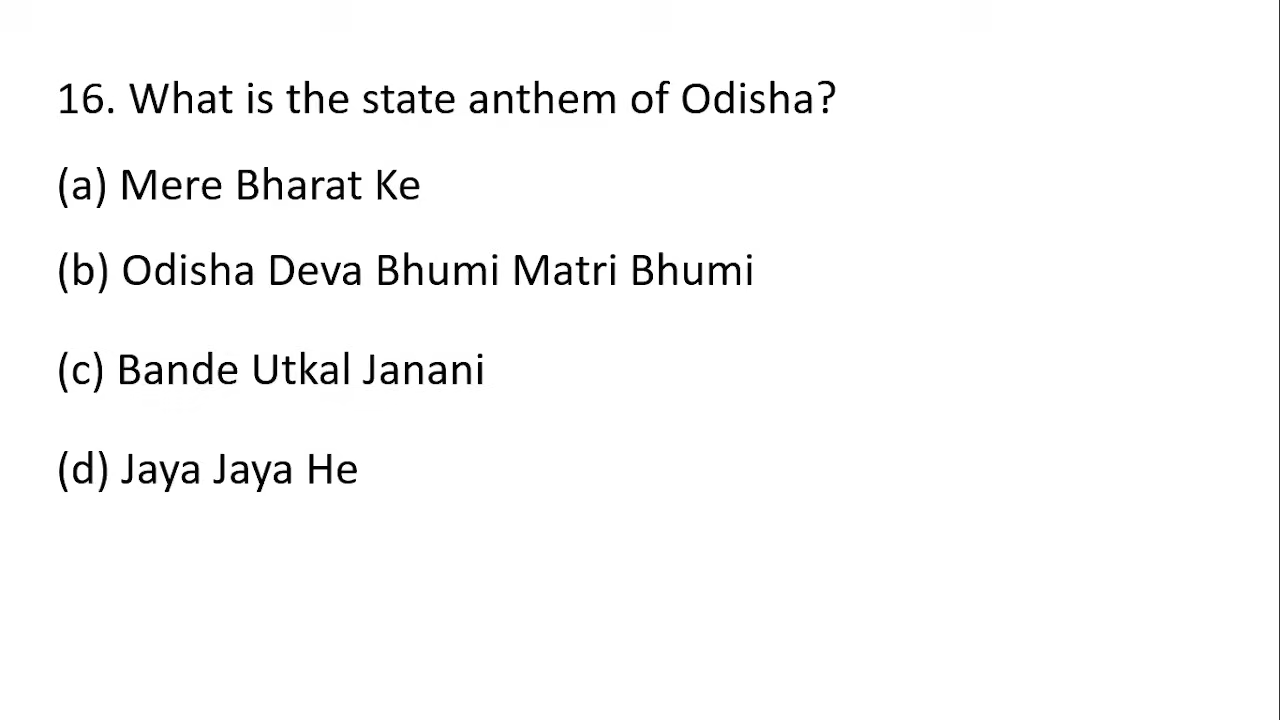 16. What is the state anthem of Odisha?
(a) Mere Bharat Ke
(b) Odisha Deva Bhumi Matri Bhumi
(c) Bande Utkal Janani
(d) Jaya Jaya He